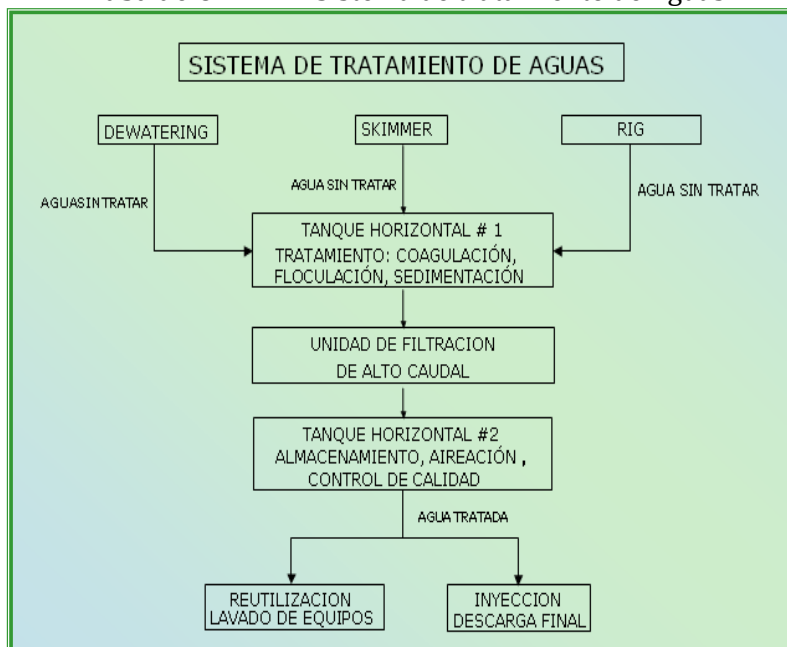 SISTEMA DE TRATAMIENTO DE AGUAS
DEWATERING
SKIMMER
RIG
AGUASINTRATAR
AGUA SIN TRATAR
AGUA SIN TRATAR
TANQUE HORIZONTAL # 1
TRATAMIENTO: COAGULACIÓN,
FLOCULACIÓN, SEDIMENTACIÓN
UNIDAD DE FILTRACION
DE ALTO CAUDAL
TANQUE HORIZONTAL #2
ALMACENAMIENTO, AIREACIÓN ,
CONTROL DE CALIDAD
AGUA TRATADA
REUTILIZACION
LAVADO DE EQUIPOS
INYECCION
DESCARGA FINAL